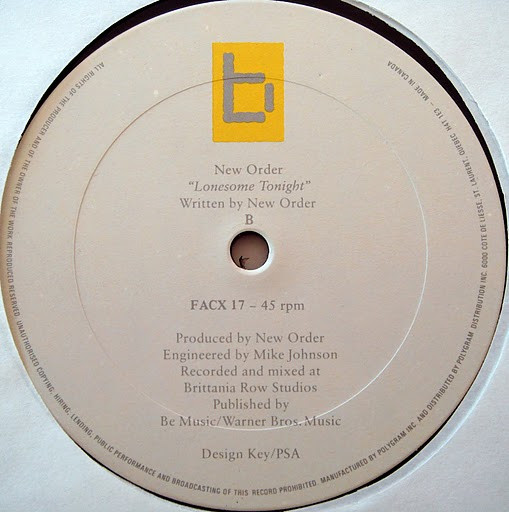 b
New Order
“Lonesome Tonight”
Written by New Order
B
FACX 17 – 45 rpm
Produced by New Order
Engineered by Mike Johnson
Recorded and mixed at
Brittania Row Studios
Published by
Be Music/Warner Bros. Music
Design Key/PSA
ALL RIGHTS OF THE PRODUCER AND OF THE OWNER OF THE WORK REPRODUCED RESERVED. UNAUTHORISED COPYING, HIRING, LENDING, PUBLIC PERFORMANCE AND BROADCASTING OF THIS RECORD PROHIBITED. MANUFACTURED BY POLYGRAM INC. AND DISTRIBUTED BY POLYGRAM DISTRIBUTION INC. 6000 COTE DE LIESSE, ST. LAURENT, QUEBEC H4T 1E3 – MADE IN CANADA